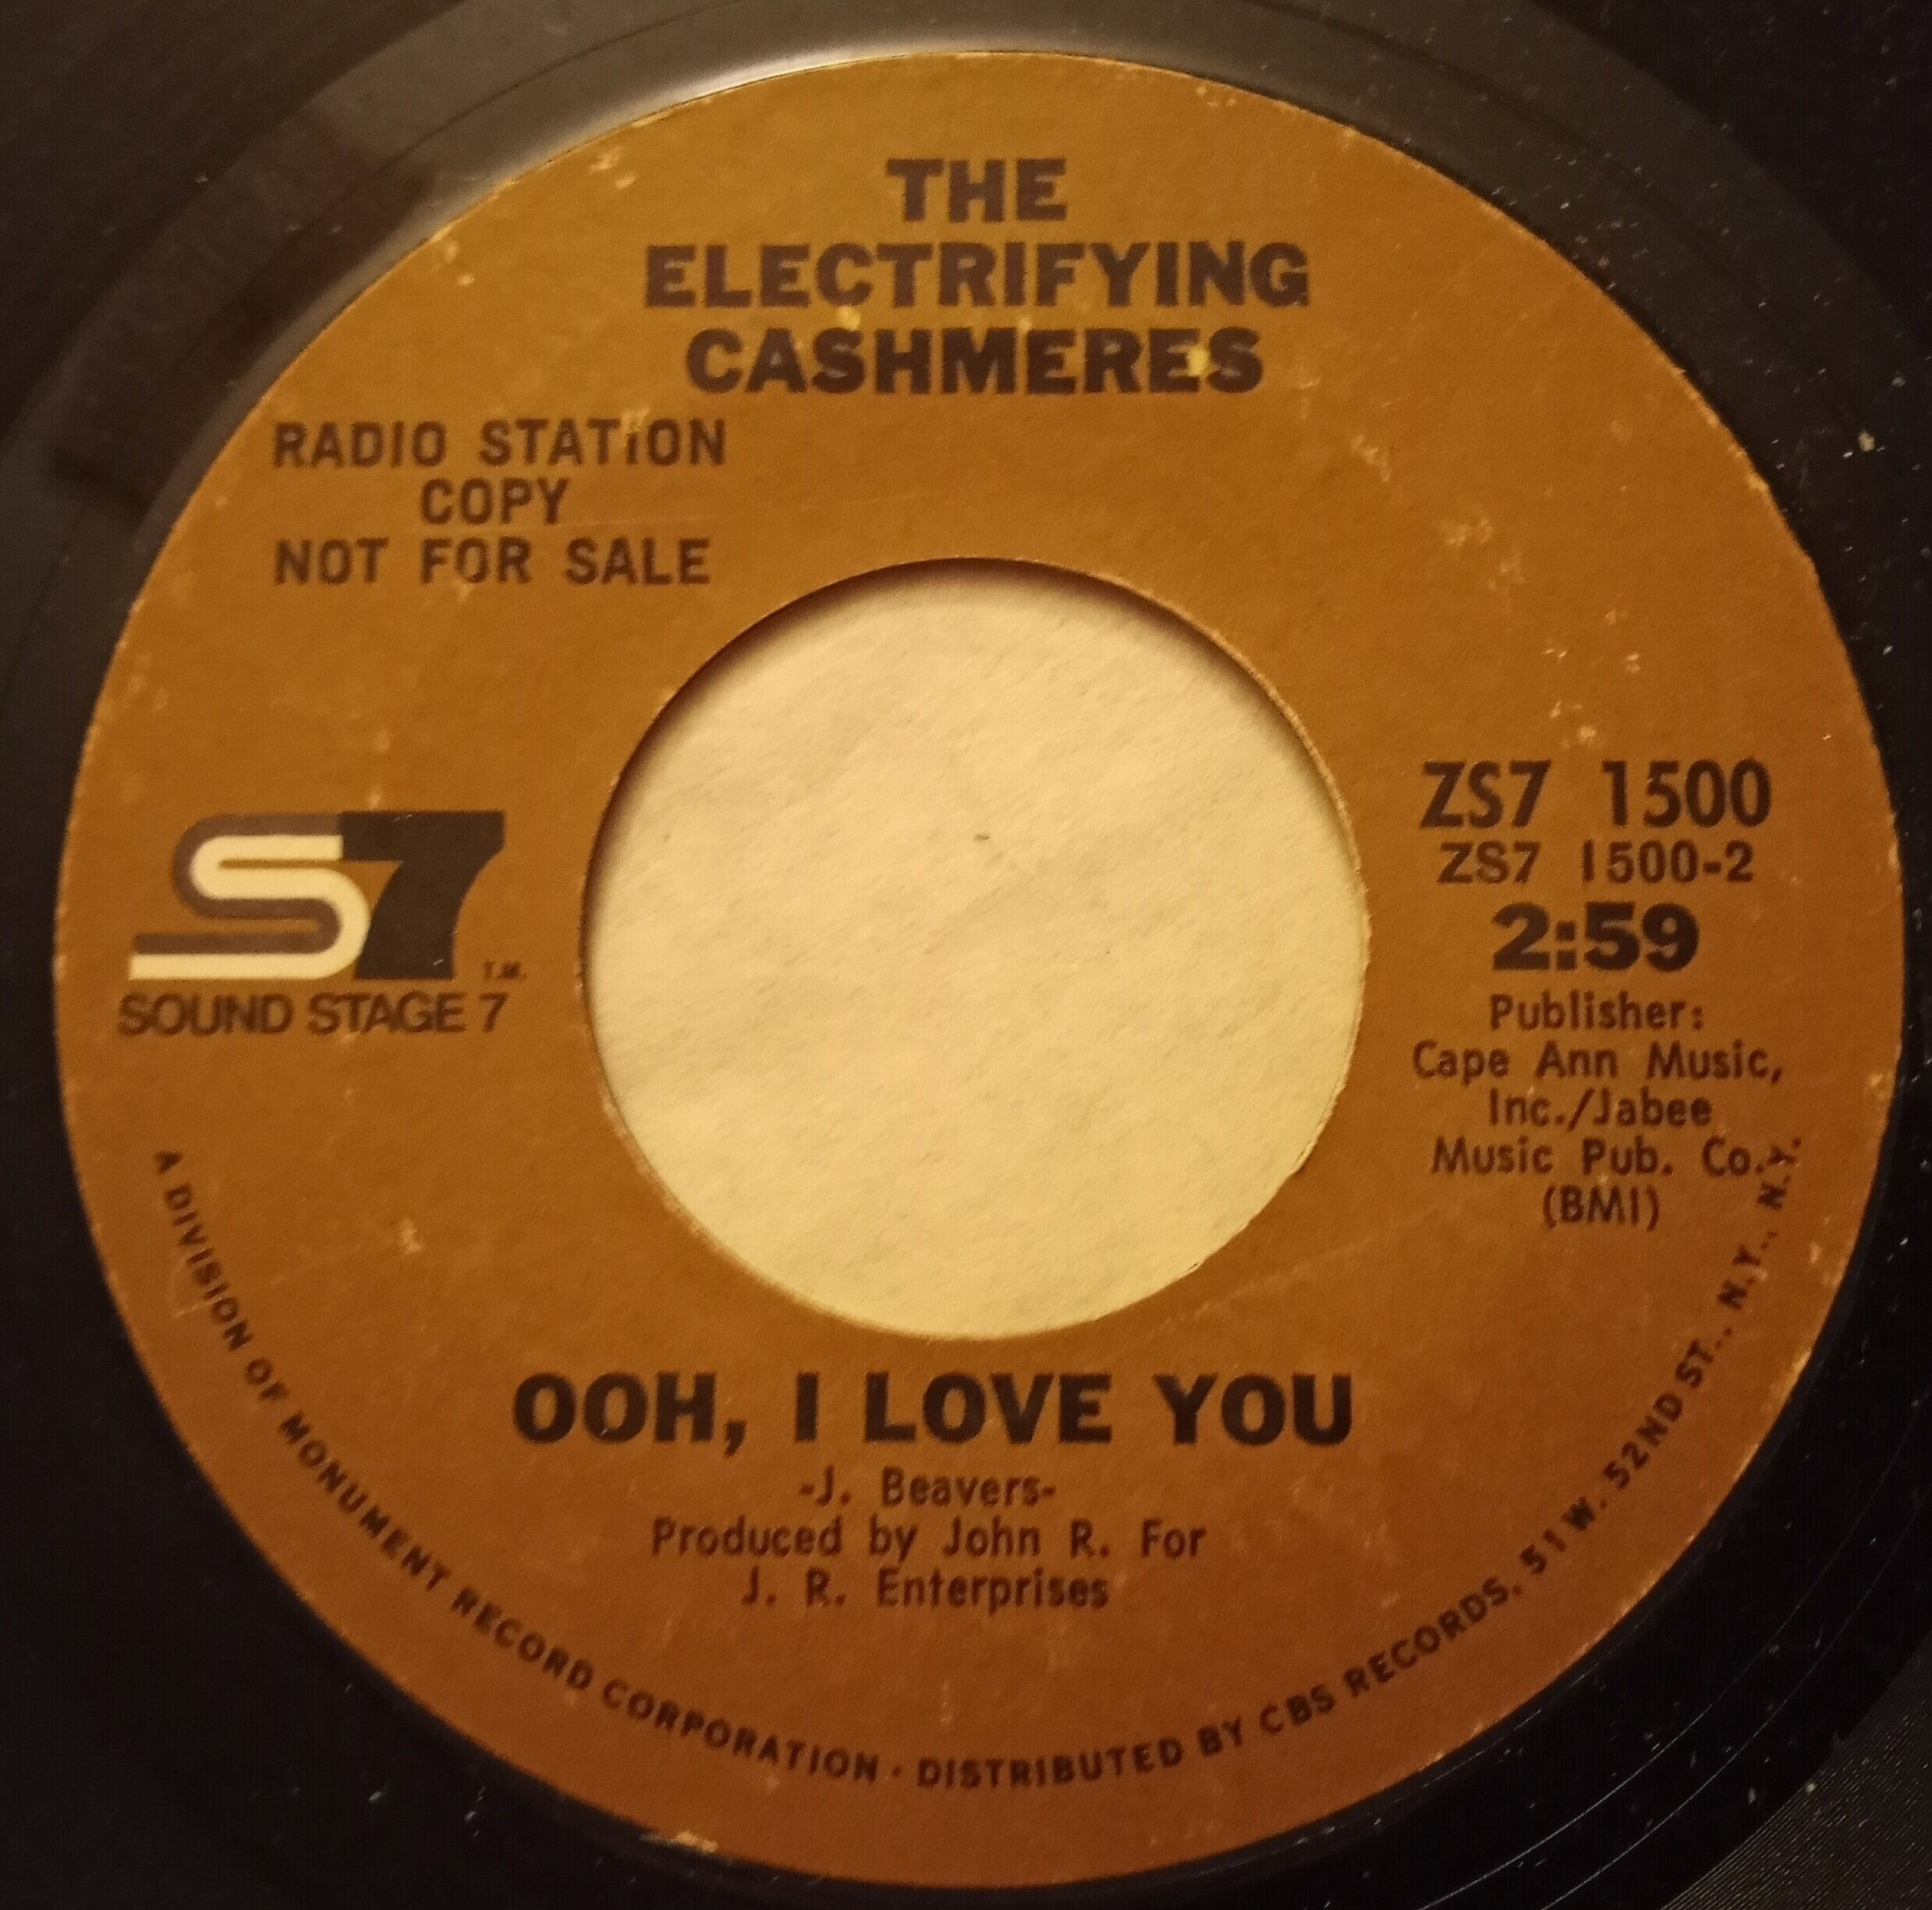 THE
ELECTRIFYING
CASHMERES
RADIO STATION
COPY
NOT FOR SALE
S7 T.M.
SOUND STAGE 7
ZS7 1500
ZS7 1500-2
2:59
Publisher:
Cape Ann Music,
Inc./Jabee
Music Pub. Co.
(BMI)
OOH, I LOVE YOU
-J. Beavers-
Produced by John R. For
J. R. Enterprises
A DIVISION OF MONUMENT RECORD CORPORATION · DISTRIBUTED BY CBS RECORDS, 51 W. 52ND ST., N.Y., N.Y.